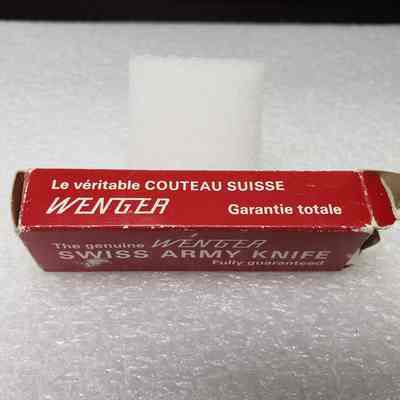 Le véritable COUTEAU SUISSE
WENGER Garantie totale
The genuine WENGER
SWISS ARMY KNIFE
Fully guaranteed